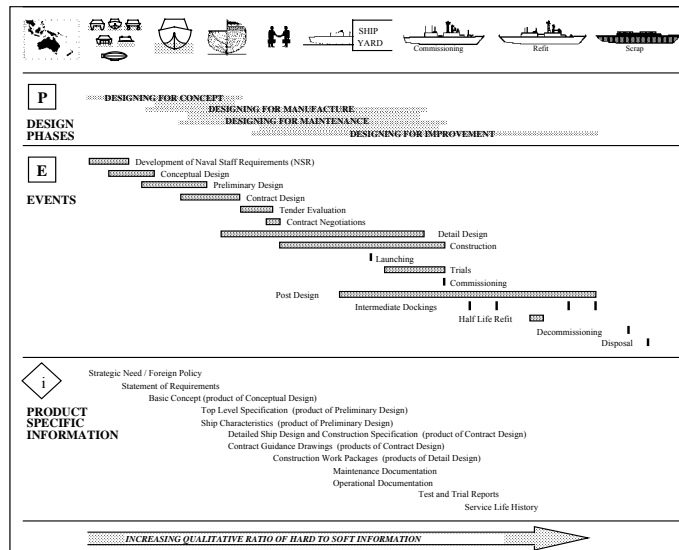 SHIP
YARD
Commissioning
Refit
Scrap
P
DESIGN
PHASES
DESIGNING FOR CONCEPT
DESIGNING FOR MANUFACTURE
DESIGNING FOR MAINTENANCE
DESIGNING FOR IMPROVEMENT
E
EVENTS
Development of Naval Staff Requirements (NSR)
Conceptual Design
Preliminary Design
Contract Design
Tender Evaluation
Contract Negotiations
Detail Design
Construction
Launching
Trials
Commissioning
Post Design
Intermediate Dockings
Half Life Refit
Decommissioning
Disposal
i
PRODUCT
SPECIFIC
INFORMATION
Strategic Need / Foreign Policy
Statement of Requirements
Basic Concept (product of Conceptual Design)
Top Level Specification (product of Preliminary Design)
Ship Characteristics (product of Preliminary Design)
Detailed Ship Design and Construction Specification (product of Contract Design)
Contract Guidance Drawings (products of Contract Design)
Construction Work Packages (products of Detail Design)
Maintenance Documentation
Operational Documentation
Test and Trial Reports
Service Life History
INCREASING QUALITATIVE RATIO OF HARD TO SOFT INFORMATION